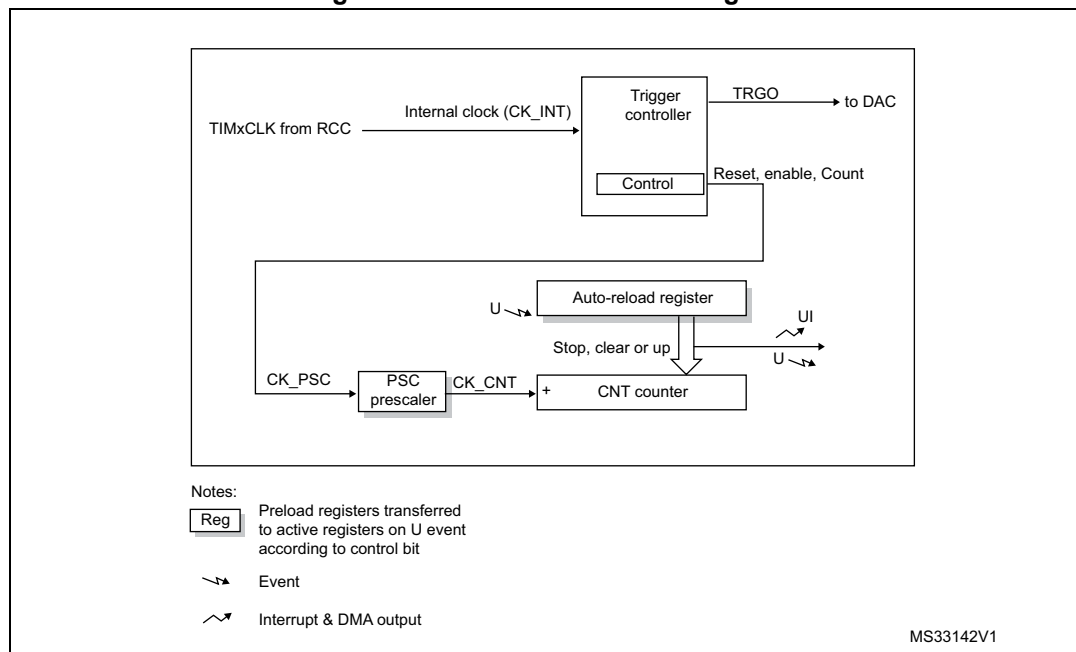 TIMxCLK from RCC
Internal clock (CK_INT)
Trigger
controller
TRGO
to DAC
Control
Reset, enable, Count
U
Auto-reload register
Stop, clear or up
UI
U
CK_PSC
PSC
prescaler
CK_CNT
+
CNT counter
Notes:
Reg
Preload registers transferred
to active registers on U event
according to control bit
Event
Interrupt & DMA output
MS33142V1